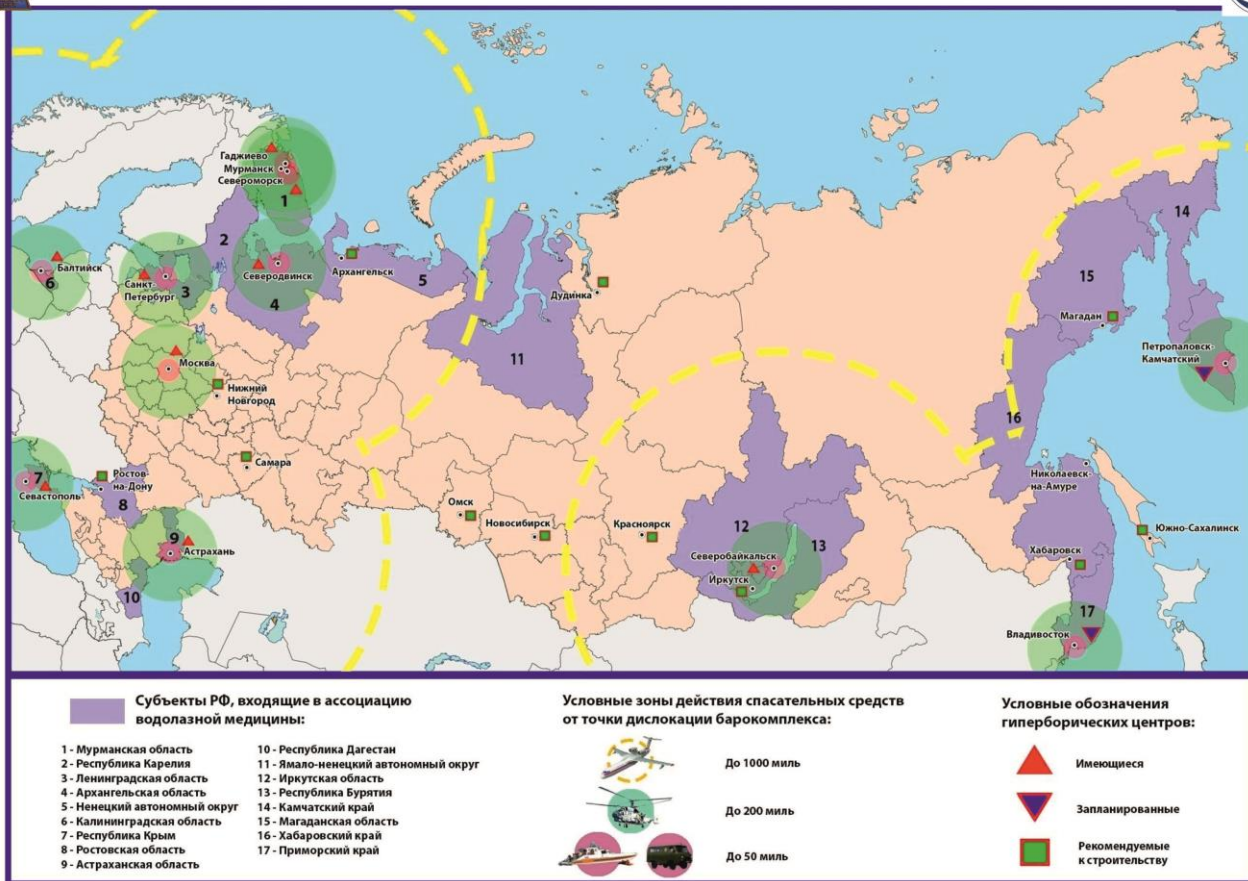 Гаджиево
Мурманск
Североморск
1
2
14
Балтийск
6
Санкт-
Петербург
3
Северодвинск
Архангельск
5
4
15
Дудинка
Магадан
Петропаловск-
Камчатский
11
Москва
Нижний
Новгород
16
Самара
Ростов-
на-Дону
7
Севастополь
8
Николаевск-
на-Амуре
Омск
Новосибирск
Красноярск
12
13
Южно-Сахалинск
9
Астрахань
Северобайкальск
Хабаровск
Иркутск
10
17
Владивосток
Субъекты РФ, входящие в ассоциацию
водолазной медицины:
1 - Мурманская область
2 - Республика Карелия
3 - Ленинградская область
4 - Архангельская область
5 - Ненецкий автономный округ
6 - Калининградская область
7 - Республика Крым
8 - Ростовская область
9 - Астраханская область
10 - Республика Дагестан
11 - Ямало-ненецкий автономный округ
12 - Иркутская область
13 - Республика Бурятия
14 - Камчатский край
15 - Магаданская область
16 - Хабаровский край
17 - Приморский край
Условные зоны действия спасательных средств
от точки дислокации барокомплекса:
До 1000 миль
До 200 миль
До 50 миль
Условные обозначения
гиперборических центров:
Имеющиеся
Запланированные
Рекомендуемые
к строительству